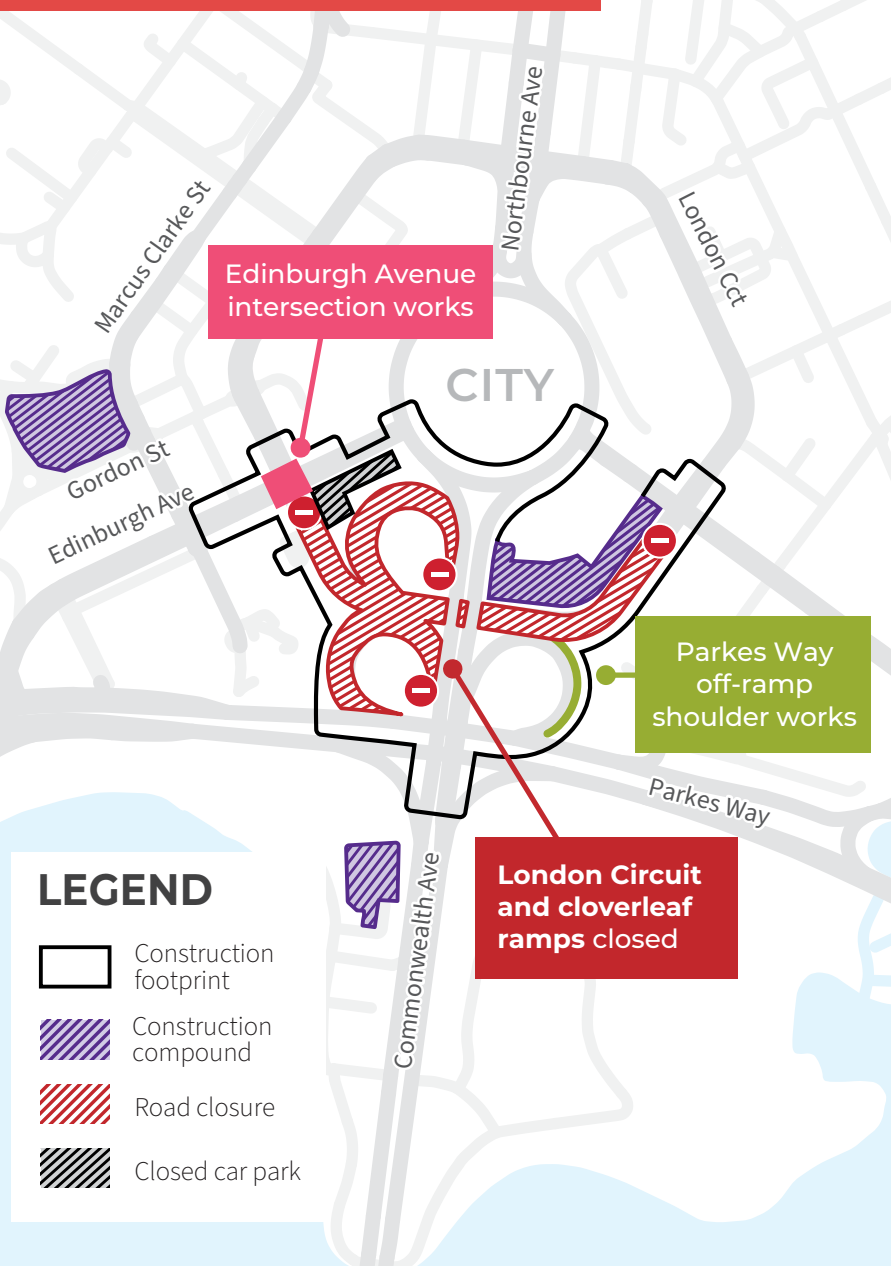 Northbourne Ave
Marcus Clarke St
London Cct
Edinburgh Avenue
intersection works
CITY
Gordon St
Edinburgh Ave
Parkes Way
off-ramp
shoulder works
Parkes Way
London Circuit
and cloverleaf
ramps closed
Commonwealth Ave
LEGEND
Construction
footprint
Construction
compound
Road closure
Closed car park